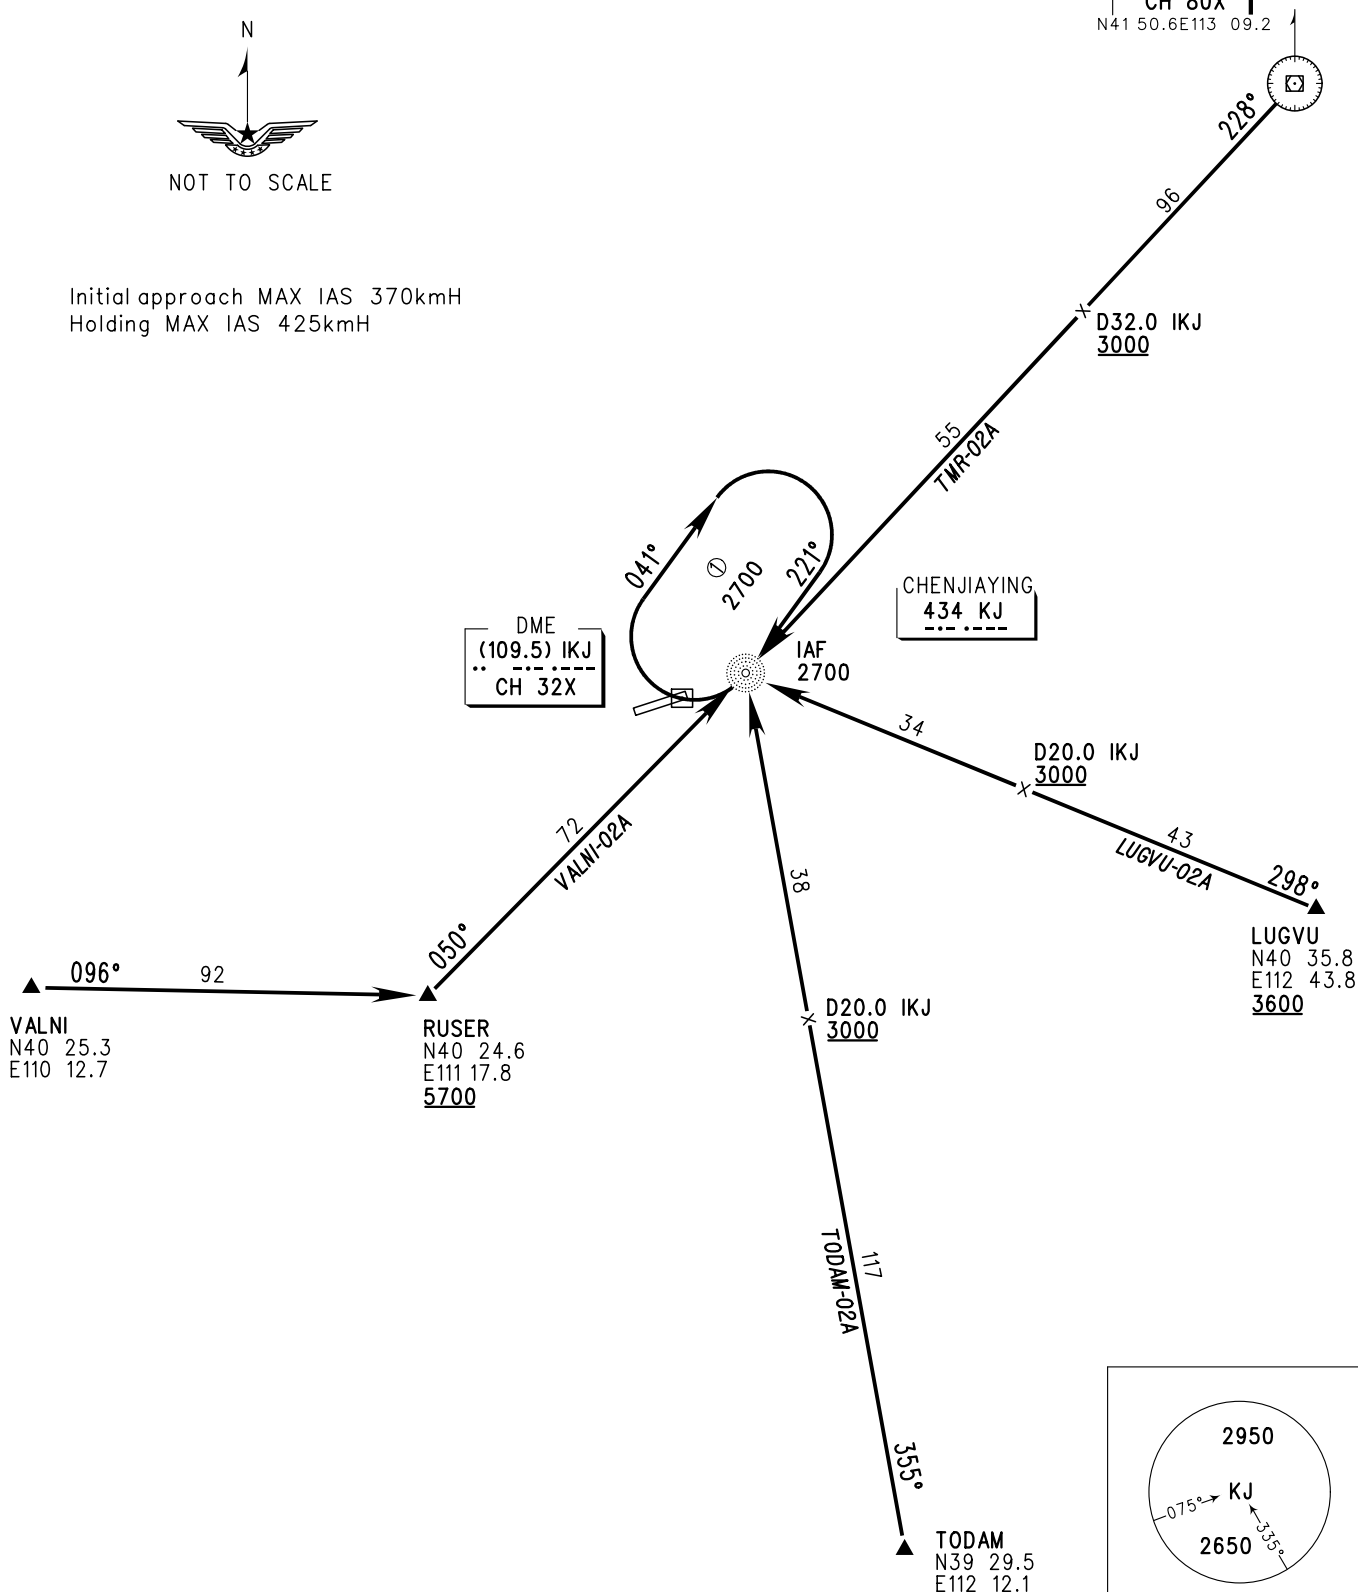 CH 80X
N41 50.6E113 09.2
N
NOT TO SCALE
228°
96
Initial approach MAX IAS 370kmH
Holding MAX IAS 425kmH
D32.0 IKJ
3000
55
TMR-02A
041°
1
2700
221°
CHENJIAYING
434 KJ
DME
(109.5) IKJ
CH 32X
IAF
2700
34
D20.0 IKJ
3000
43
LUGVU-02A
298°
72
VALNI-02A
38
LUGVU
N40 35.8
E112 43.8
3600
050°
096°
92
VALNI
N40 25.3
E110 12.7
RUSER
N40 24.6
E111 17.8
5700
D20.0 IKJ
3000
117
TODAM-02A
355°
TODAM
N39 29.5
E112 12.1
2950
KJ
075°
335°
2650